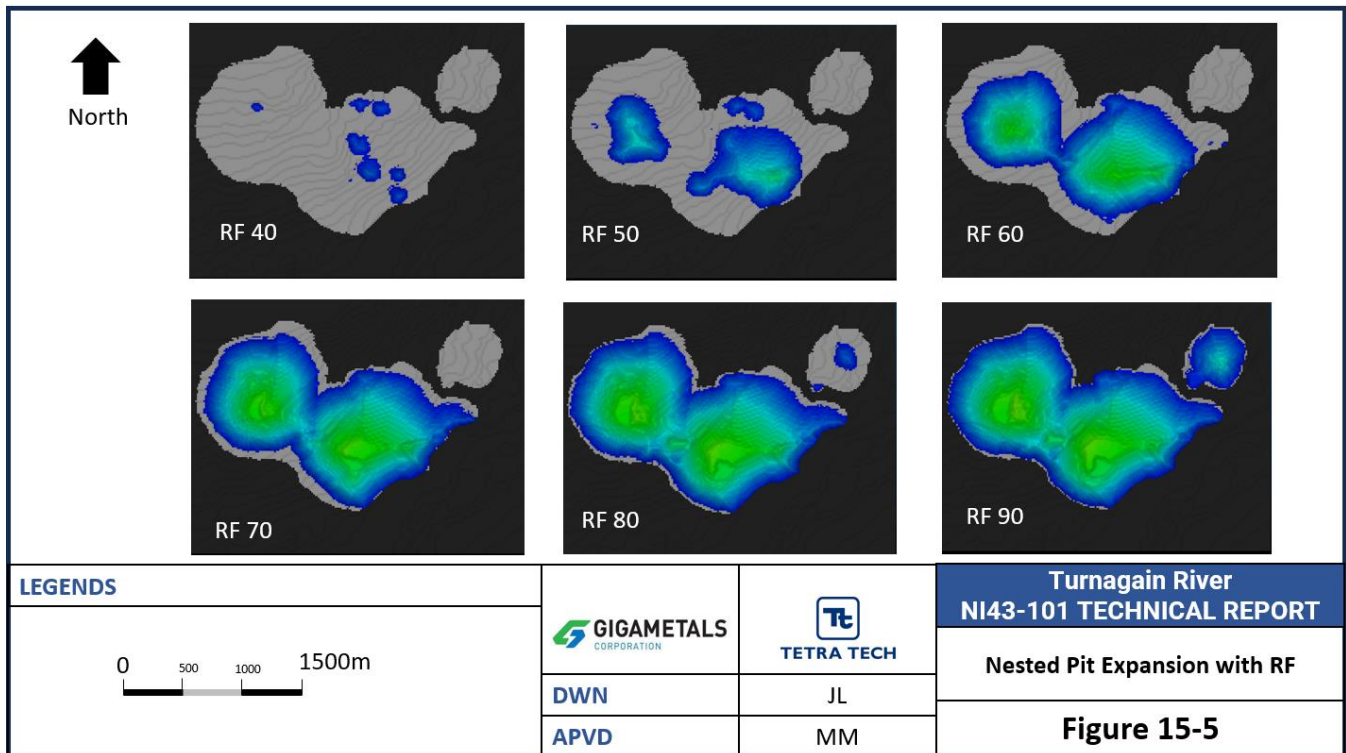 North
RF 40
RF 50
RF 60
RF 70
RF 80
RF 90
LEGENDS
0 500 1000 1500m
GIGAMETALS
CORPORATION
Tt
TETRA TECH
DWN JL
APVD MM
Turnagain River
NI43-101 TECHNICAL REPORT
Nested Pit Expansion with RF
Figure 15-5